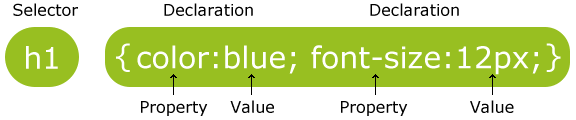 Selector Declaration Declaration
h1 {color:blue; font-size:12px;}
Property Value Property Value